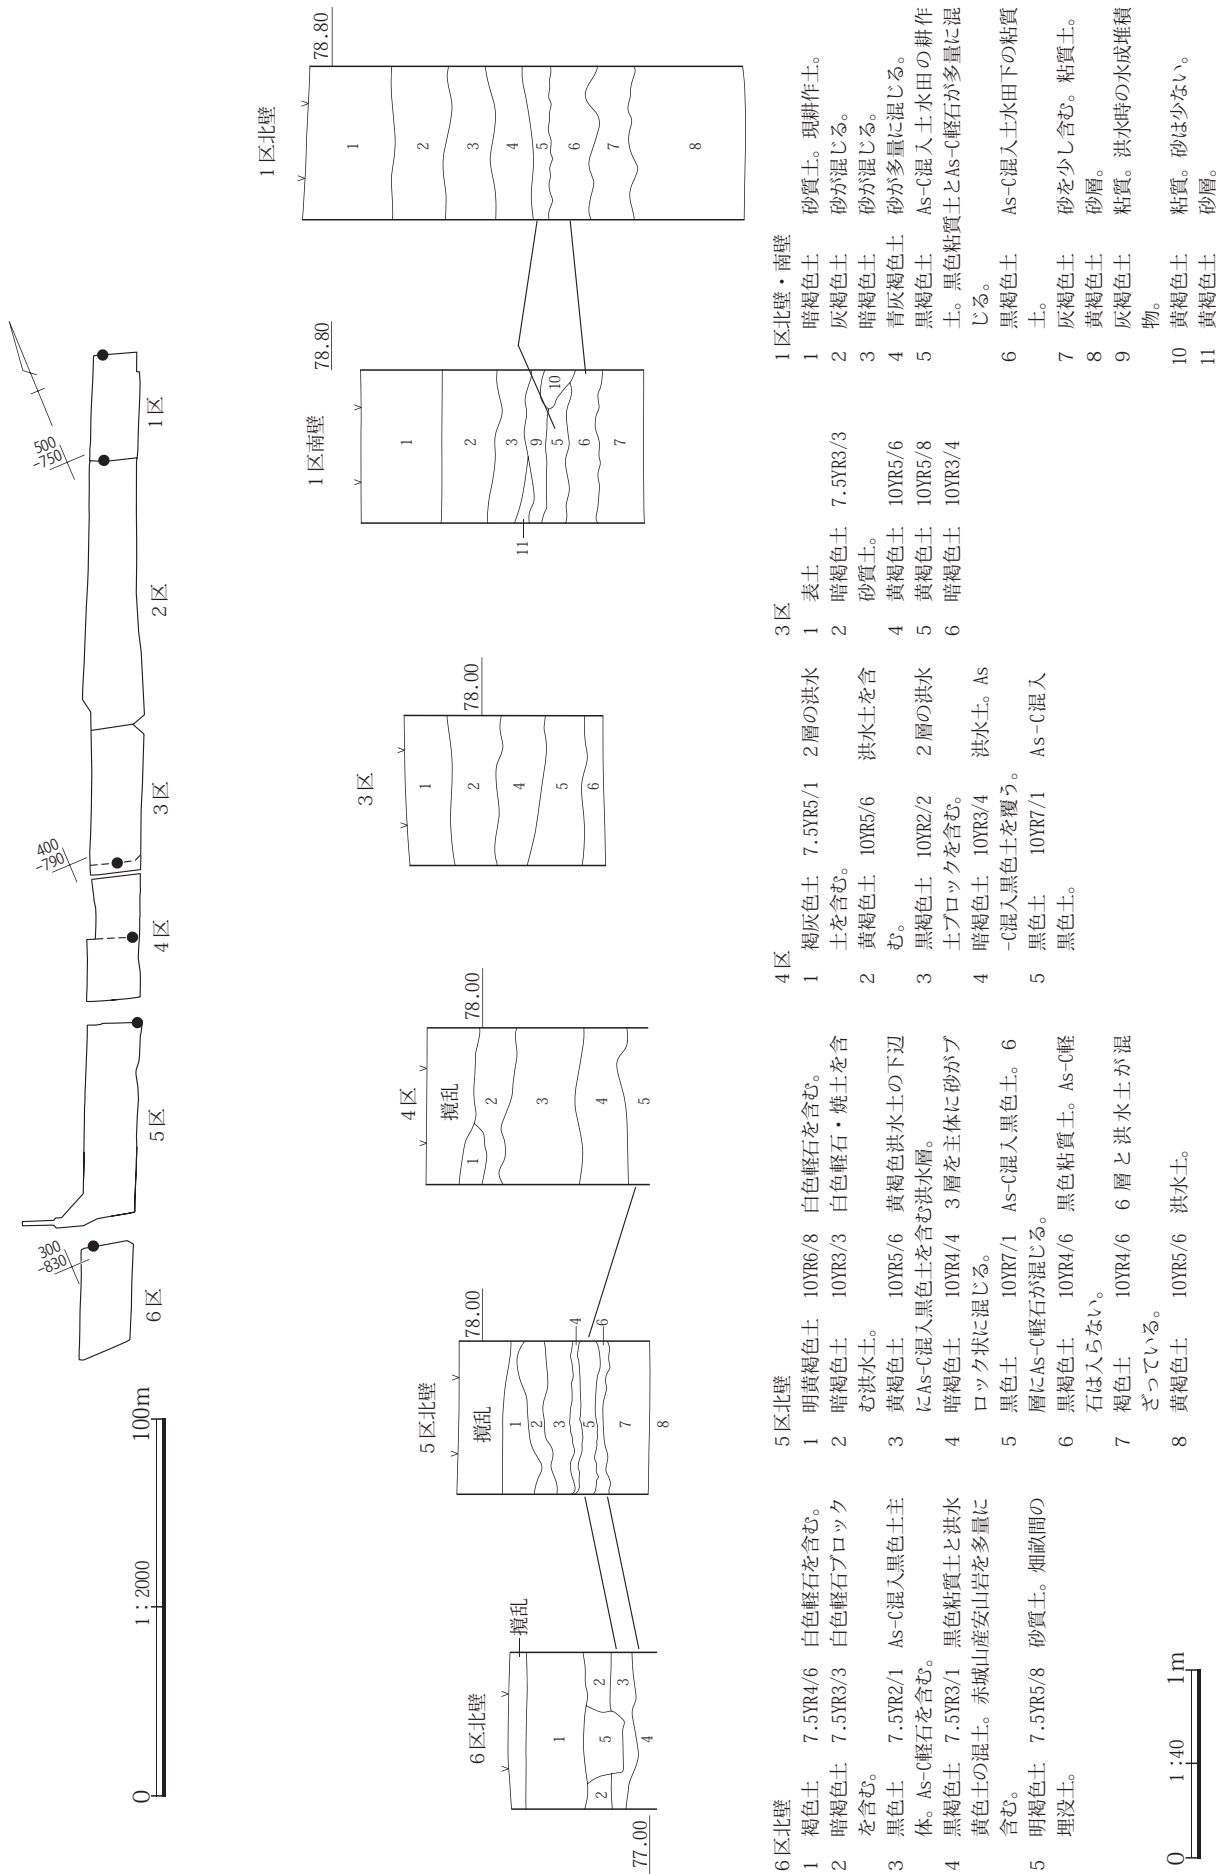 0　1：2000　100m
300
-830
400
-790
500
-750
6区
5区
4区
3区
2区
1区
6区北壁
77.00
撹乱
1
2
5
2
3
4
5区北壁
78.00
撹乱
1
2
3
4
5
6
7
8
4区
78.00
撹乱
1
2
3
4
5
3区
78.00
1
2
4
5
6
1区南壁
78.80
1
2
3
9
10
5
6
7
11
1区北壁
78.80
1
2
3
4
5
6
7
8
6区北壁
1　褐色土　7.5YR4/6　白色軽石を含む。
2　暗褐色土　7.5YR3/3　白色軽石ブロック
を含む。
3　黒色土　7.5YR2/1　As-C混入黒色土主
体。As-C軽石を含む。
4　黒褐色土　7.5YR3/1　黒色粘質土と洪水
黄色土の混土。赤城山産安山岩を多量に
含む。
5　明褐色土　7.5YR5/8　砂質土。畑畝間の
埋没土。
5区北壁
1　明黄褐色土　10YR6/8　白色軽石を含む。
2　暗褐色土　10YR3/3　白色軽石・焼土を含
む洪水土。
3　黄褐色土　10YR5/6　黄褐色洪水土の下辺
にAs-C混入黒色土を含む洪水層。
4　暗褐色土　10YR4/4　3層を主体に砂がブ
ロック状に混じる。
5　黒色土　10YR7/1　As-C混入黒色土。6
層にAs-C軽石が混じる。
6　黒褐色土　10YR4/6　黒色粘質土。As-C軽
石は入らない。
7　褐色土　10YR4/6　6層と洪水土が混
ざっている。
8　黄褐色土　10YR5/6　洪水土。
4区
1　褐灰色土　7.5YR5/1　2層の洪水
土を含む。
2　黄褐色土　10YR5/6　洪水土を含
む。
3　黒褐色土　10YR2/2　2層の洪水
土ブロックを含む。
4　暗褐色土　10YR3/4　洪水土。As
-C混入黒色土を覆う。
5　黒色土　10YR7/1　As-C混入
黒色土。
3区
1　表土
2　暗褐色土　7.5YR3/3
砂質土。
4　黄褐色土　10YR5/6
5　黄褐色土　10YR5/8
6　暗褐色土　10YR3/4
1区北壁・南壁
1　暗褐色土　砂質土。現耕作土。
2　灰褐色土　砂が混じる。
3　暗褐色土　砂が混じる。
4　青灰褐色土　砂が多量に混じる。
5　黒褐色土　As-C混入土水田の耕作
土。黒色粘質土とAs-C軽石が多量に混
じる。
6　黒褐色土　As-C混入土水田下の粘質
土。
7　灰褐色土　砂を少し含む。粘質土。
8　黄褐色土　砂層。
9　灰褐色土　粘質。洪水時の水成堆積
物。
10　黄褐色土　粘質。砂は少ない。
11　黄褐色土　砂層。
0　1：40　1m